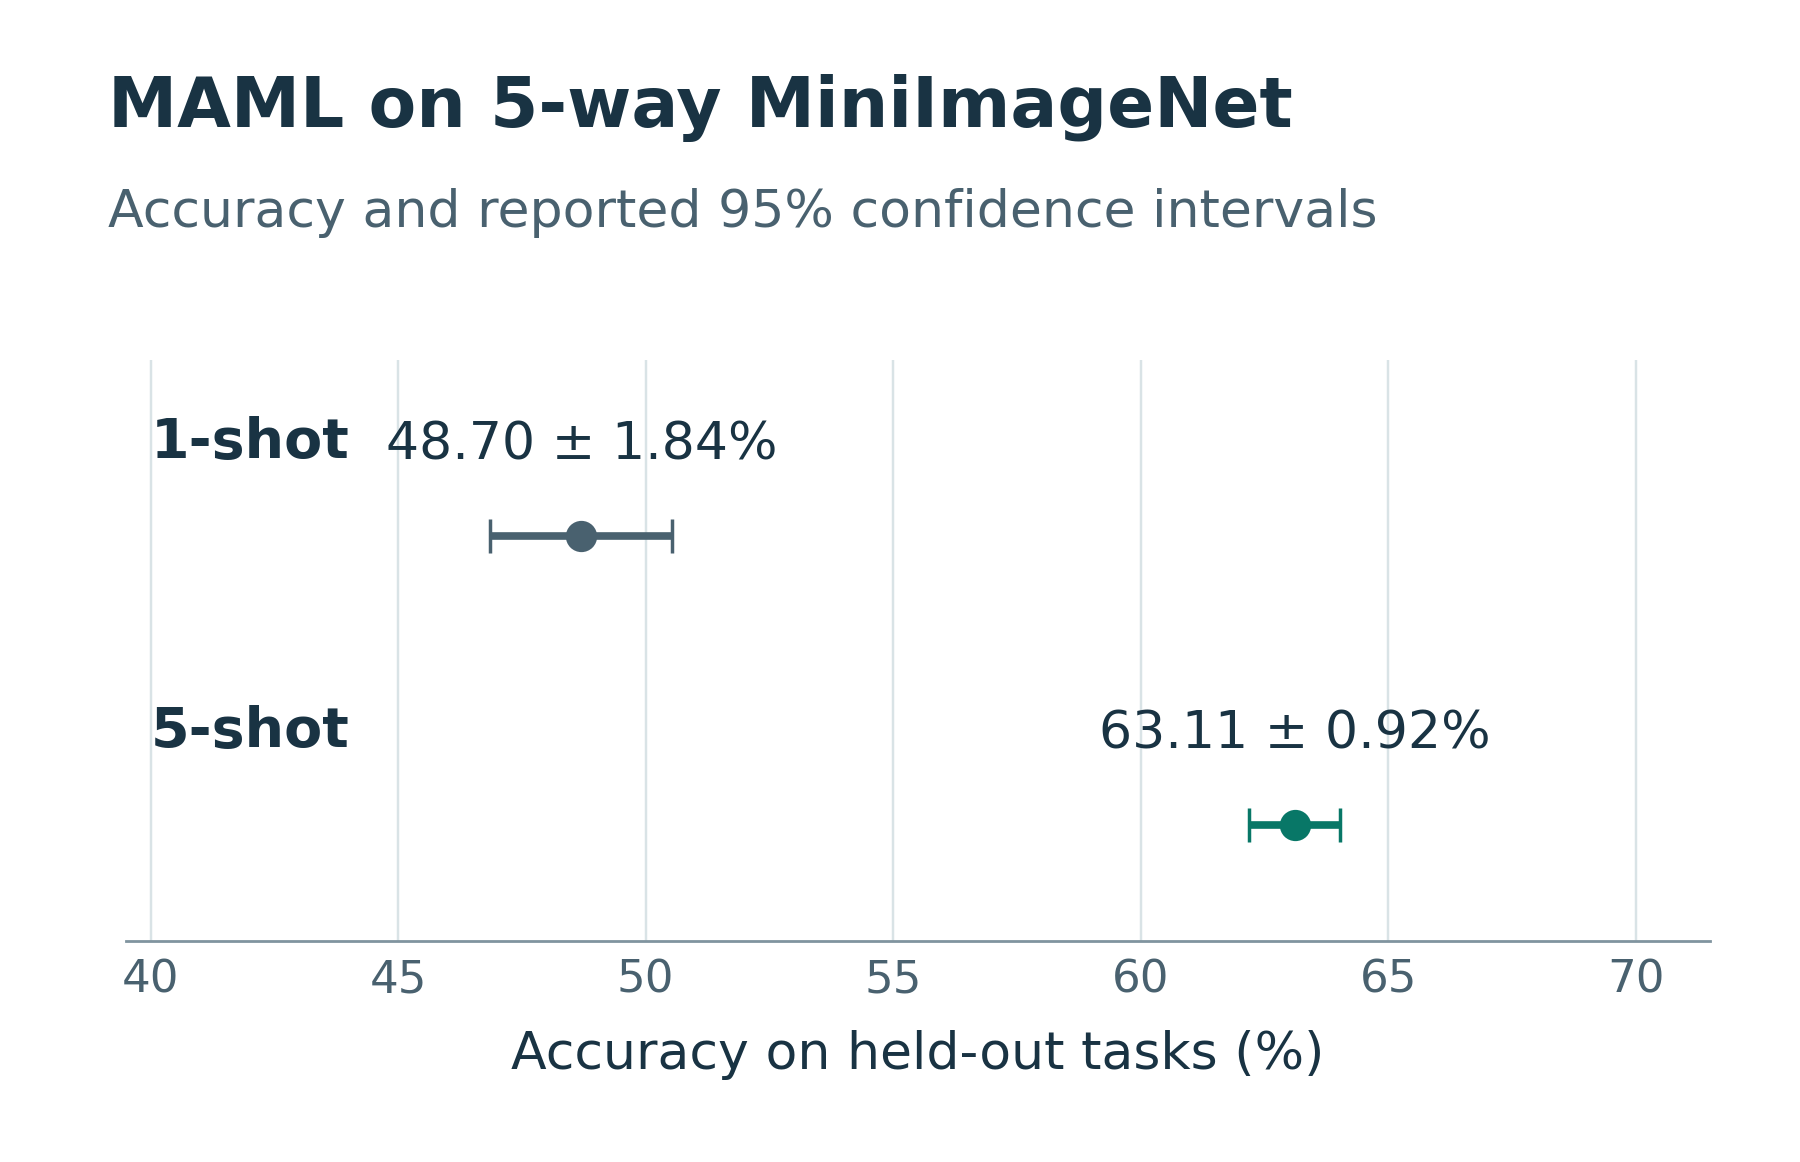 MAML on 5-way MiniImageNet
Accuracy and reported 95% confidence intervals
1-shot 48.70 ± 1.84%
5-shot 63.11 ± 0.92%
40 45 50 55 60 65 70
Accuracy on held-out tasks (%)